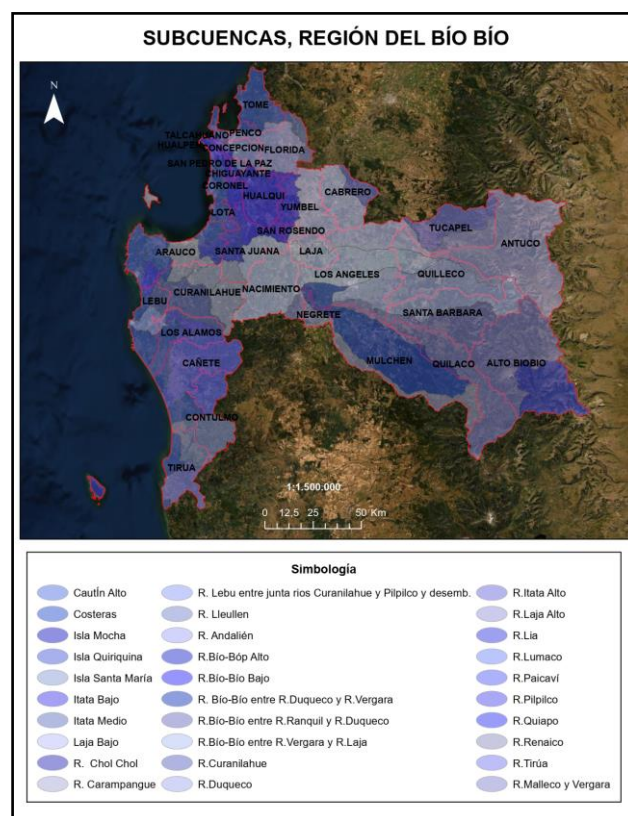 SUBCUENCAS, REGIÓN DEL BÍO BÍO
N
TOME
TALCAHUANO
PENCO
HUALPEN
CONCEPCION
FLORIDA
SAN PEDRO DE LA PAZ
CHIGUAYANTE
CORONEL
CABRERO
HUALQUI
LOTA
YUMBEL
TUCAPEL
SAN ROSENDO
ANTUCO
ARAUCO
SANTA JUANA
LAJA
LOS ANGELES
QUILLECO
CURANILAHUE
NACIMIENTO
LEBU
NEGRETE
SANTA BARBARA
LOS ALAMOS
CAÑETE
MULCHEN
QUILACO
ALTO BIOBIO
CONTULMO
TIRUA
1:1.500.000
0 12,5 25 50 Km
Simbología
CautÍn Alto
Costeras
Isla Mocha
Isla Quiriquina
Isla Santa María
Itata Bajo
Itata Medio
Laja Bajo
R. Chol Chol
R. Carampangue
R. Lebu entre junta rios Curanilahue y Pilpilco y desemb.
R. Lleullen
R. Andalién
R.Bío-Bóp Alto
R.Bío-Bío Bajo
R. Bío-Bío entre R.Duqueco y R.Vergara
R.Bío-Bío entre R.Ranquil y R.Duqueco
R.Bío-Bío entre R.Vergara y R.Laja
R.Curanilahue
R.Duqueco
R.Itata Alto
R.Laja Alto
R.Lia
R.Lumaco
R.Paicaví
R.Pilpilco
R.Quiapo
R.Renaico
R.Tirúa
R.Malleco y Vergara